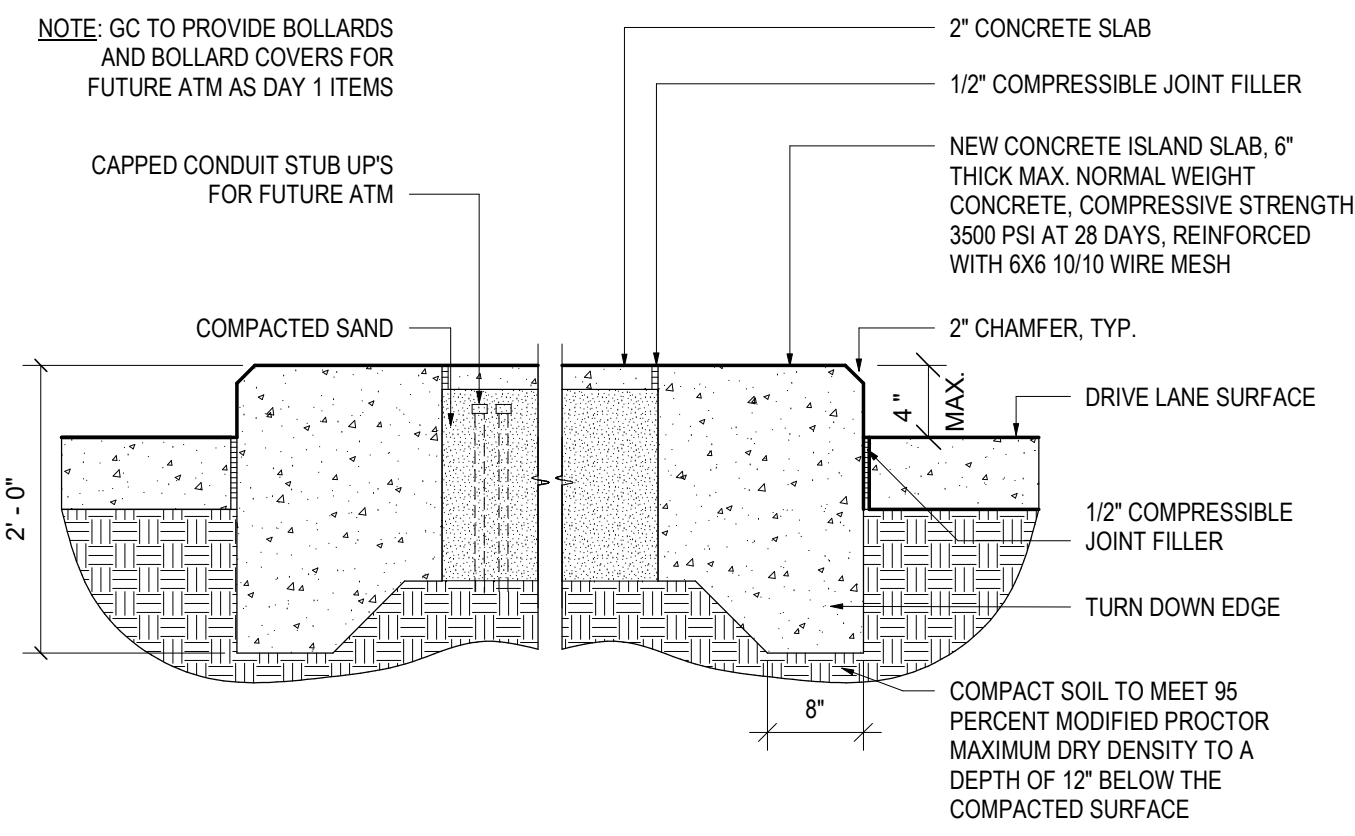 NOTE: GC TO PROVIDE BOLLARDS
AND BOLLARD COVERS FOR
FUTURE ATM AS DAY 1 ITEMS
CAPPED CONDUIT STUB UP'S
FOR FUTURE ATM
COMPACTED SAND
2' - 0"
2" CONCRETE SLAB
1/2" COMPRESSIBLE JOINT FILLER
NEW CONCRETE ISLAND SLAB, 6"
THICK MAX. NORMAL WEIGHT
CONCRETE, COMPRESSIVE STRENGTH
3500 PSI AT 28 DAYS, REINFORCED
WITH 6X6 10/10 WIRE MESH
2" CHAMFER, TYP.
4"
MAX.
DRIVE LANE SURFACE
1/2" COMPRESSIBLE
JOINT FILLER
TURN DOWN EDGE
8"
COMPACT SOIL TO MEET 95
PERCENT MODIFIED PROCTOR
MAXIMUM DRY DENSITY TO A
DEPTH OF 12" BELOW THE
COMPACTED SURFACE